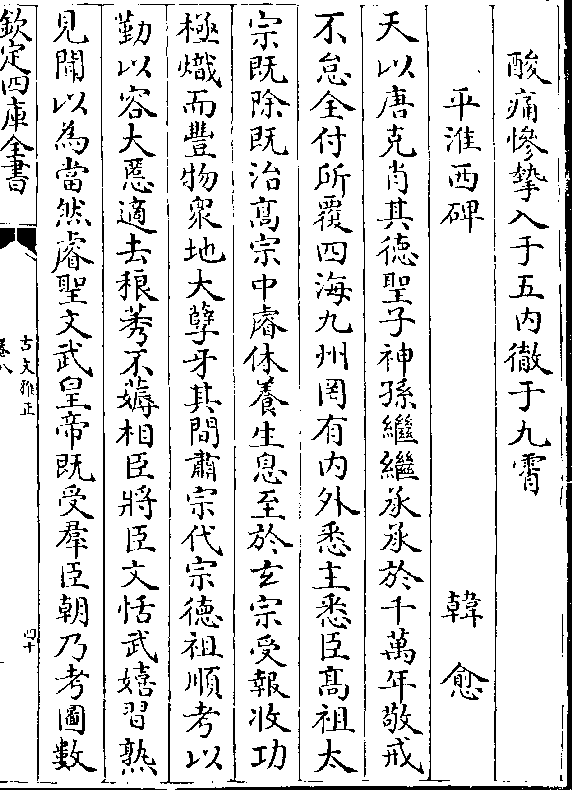 酸痛慘摯入于五内徹于九霄
平淮西碑　韓愈
天以唐克肖其德聖子神孫繼繼承承於千萬年敬戒
不怠全付所覆四海九州罔有内外悉主悉臣髙祖太
宗既除既治髙宗中睿休養生息至於玄宗受報收功
極熾而豐物衆地大孽牙其間肅宗代宗德祖順考以
勤以容大慝適去稂莠不薅相臣將臣文恬武嬉習熟
見聞以為當然睿聖文武皇帝既受羣臣朝乃考圖數
欽定四庫全書
古文雅正
卷八
四十